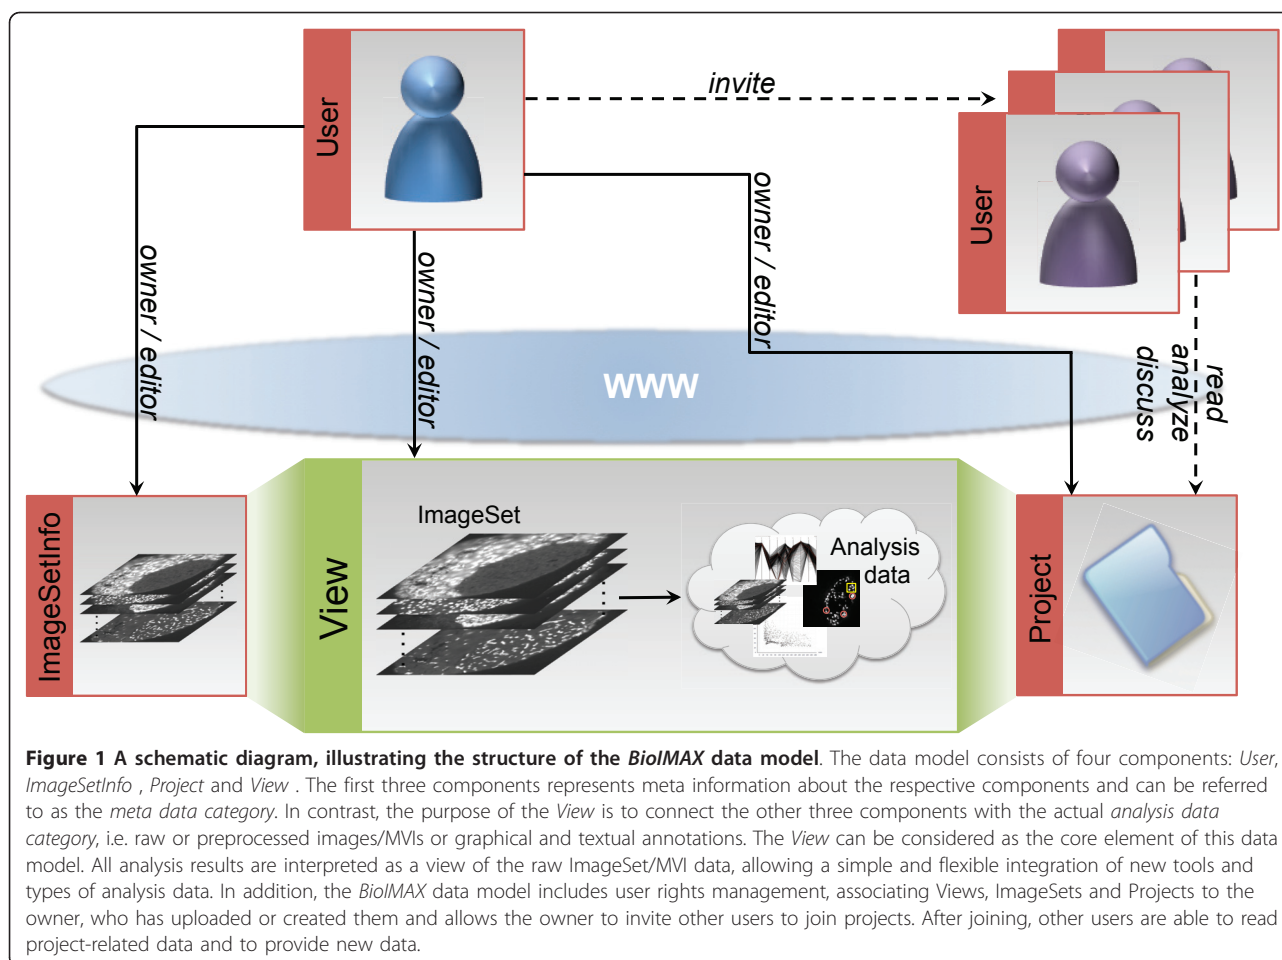 User
invite
User
owner / editor
owner / editor
owner / editor
read
analyze
discuss
WWW
ImageSetInfo
View
ImageSet
Analysis
data
Project
Figure 1 A schematic diagram, illustrating the structure of the BioIMAX data model. The data model consists of four components: User,
ImageSetInfo , Project and View . The first three components represents meta information about the respective components and can be referred
to as the meta data category. In contrast, the purpose of the View is to connect the other three components with the actual analysis data
category, i.e. raw or preprocessed images/MVIs or graphical and textual annotations. The View can be considered as the core element of this data
model. All analysis results are interpreted as a view of the raw ImageSet/MVI data, allowing a simple and flexible integration of new tools and
types of analysis data. In addition, the BioIMAX data model includes user rights management, associating Views, ImageSets and Projects to the
owner, who has uploaded or created them and allows the owner to invite other users to join projects. After joining, other users are able to read
project-related data and to provide new data.